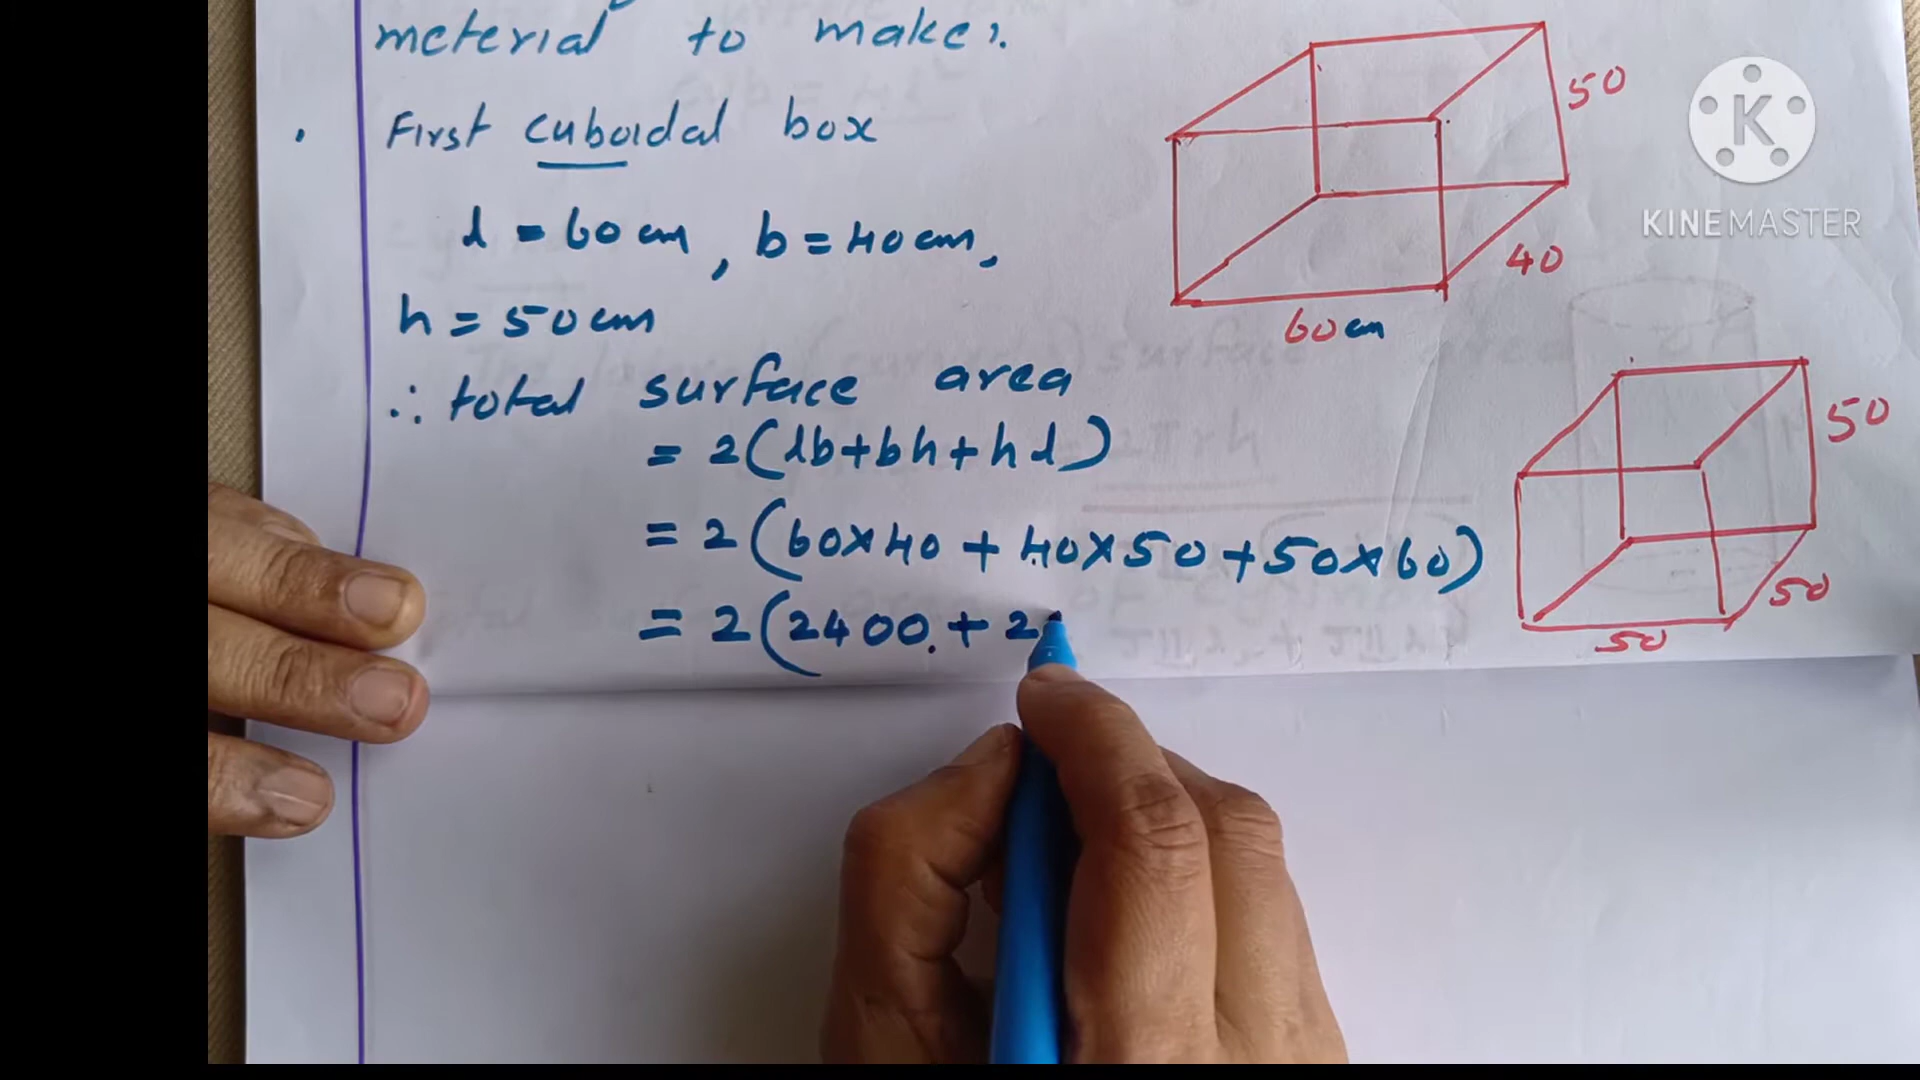 meterial to make:.
. First cuboidal box
l = 60 cm, b = 40 cm,
h = 50 cm
∴ total surface area
= 2(lb+bh+hl)
= 2(60×40 + 40×50 + 50×60)
= 2(2400 + 2
50
40
60 cm
50
50
50
K
KINEMASTER